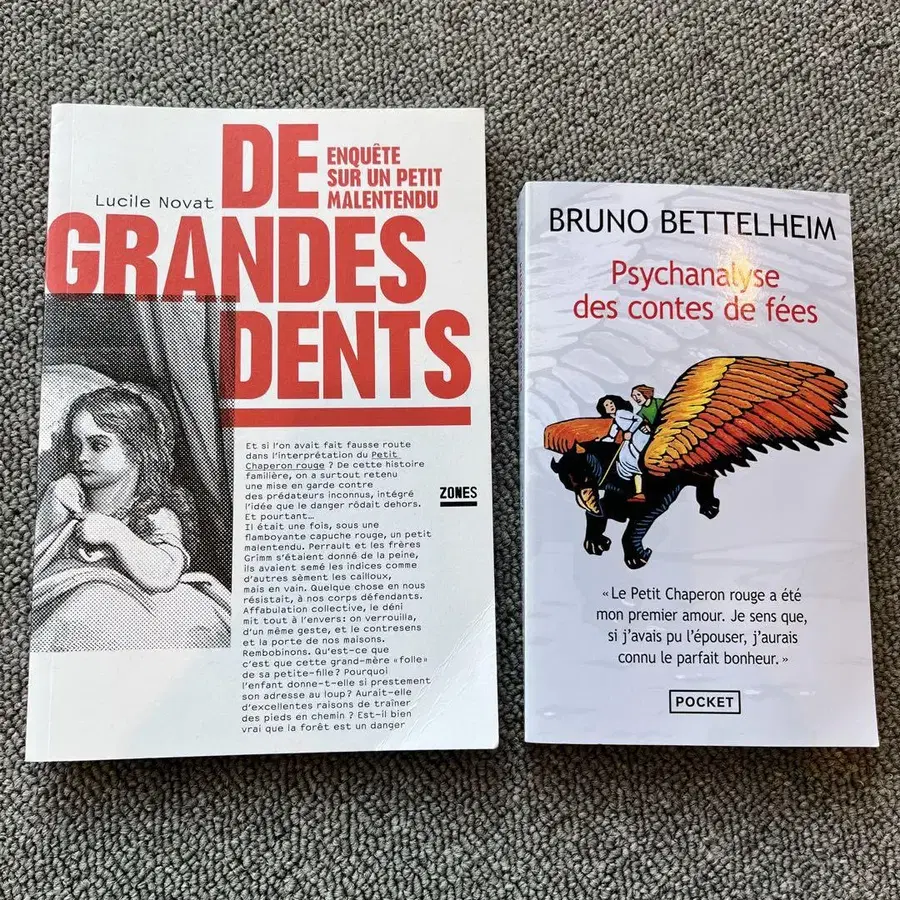 Lucile Novat
DE
GRANDES
DENTS
ENQUÊTE
SUR UN PETIT
MALENTENDU
Et si l'on avait fait fausse route
dans l'interprétation du Petit
Chaperon rouge ? De cette histoire
familière, on a surtout retenu
une mise en garde contre
des prédateurs inconnus, intégré
l'idée que le danger rôdait dehors.
Et pourtant…
Il était une fois, sous une
flamboyante capuche rouge, un petit
malentendu. Perrault et les frères
Grimm s'étaient donné de la peine,
ils avaient semé les indices comme
d'autres sèment les cailloux,
mais en vain. Quelque chose en nous
résistait, à nos corps défendants.
Affabulation collective, le déni
mit tout à l'envers: on verrouilla,
d'un même geste, et le contresens
et la porte de nos maisons.
Rembobinons. Qu'est-ce que
c'est que cette grand-mère «folle»
de sa petite-fille? Pourquoi
l'enfant donne-t-elle si prestement
son adresse au loup? Aurait-elle
d'excellentes raisons de traîner
des pieds en chemin ? Est-il bien
vrai que la forêt est un danger
ZONES
BRUNO BETTELHEIM
Psychanalyse
des contes de fées
« Le Petit Chaperon rouge a été
mon premier amour. Je sens que,
si j'avais pu l'épouser, j'aurais
connu le parfait bonheur. »
POCKET